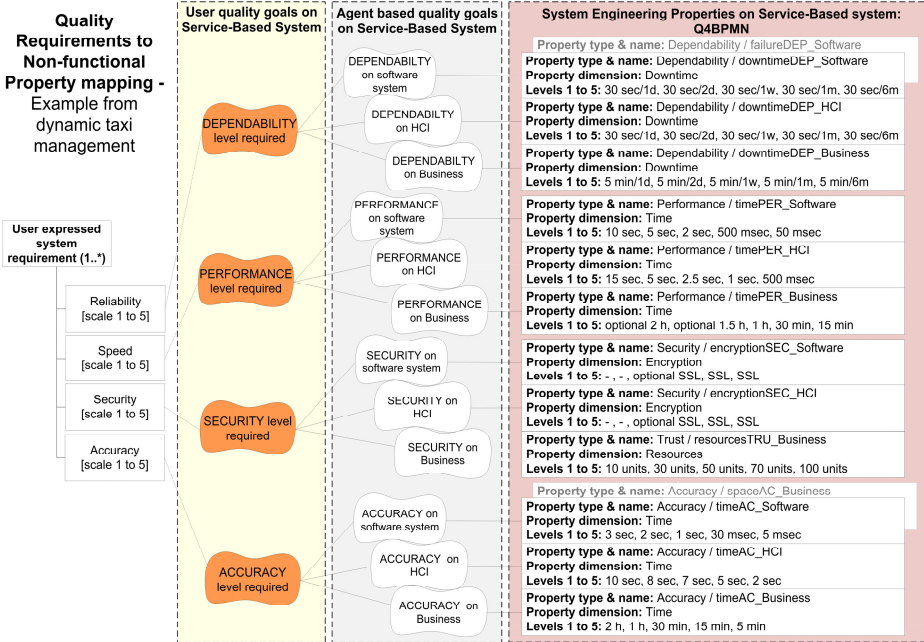 Quality
Requirements to
Non-functional
Property mapping -
Example from
dynamic taxi
management
User expressed
system
requirement (1..*)
Reliability
[scale 1 to 5]
Speed
[scale 1 to 5]
Security
[scale 1 to 5]
Accuracy
[scale 1 to 5]
User quality goals on
Service-Based System
DEPENDABILITY
level required
PERFORMANCE
level required
SECURITY level
required
ACCURACY
level required
Agent based quality goals
on Service-Based System
DEPENDABILITY
on software
system
DEPENDABILTY
on HCI
DEPENDABILTY
on Business
PERFORMANCE
on software
system
PERFORMANCE
on HCI
PERFORMANCE
on Business
SECURITY on
software system
SECURITY on
HCI
SECURITY on
Business
ACCURACY on
software system
ACCURACY on
HCI
ACCURACY on
Business
System Engineering Properties on Service-Based system:
Q4BPMN
Property type & name: Dependability / failureDEP_Software
Property type & name: Dependability / downtimeDEP_Software
Property dimension: Downtime
Levels 1 to 5: 30 sec/1d, 30 sec/2d, 30 sec/1w, 30 sec/1m, 30 sec/6m
Property type & name: Dependability / downtimeDEP_HCI
Property dimension: Downtime
Levels 1 to 5: 30 sec/1d, 30 sec/2d, 30 sec/1w, 30 sec/1m, 30 sec/6m
Property type & name: Dependability / downtimeDEP_Business
Property dimension: Downtime
Levels 1 to 5: 5 min/1d, 5 min/2d, 5 min/1w, 5 min/1m, 5 min/6m
Property type & name: Performance / timePER_Software
Property dimension: Time
Levels 1 to 5: 10 sec, 5 sec, 2 sec, 500 msec, 50 msec
Property type & name: Performance / timePER_HCI
Property dimension: Time
Levels 1 to 5: 15 sec, 5 sec, 2.5 sec, 1 sec, 500 msec
Property type & name: Performance / timePER_Business
Property dimension: Time
Levels 1 to 5: optional 2 h, optional 1.5 h, 1 h, 30 min, 15 min
Property type & name: Security / encryptionSEC_Software
Property dimension: Encryption
Levels 1 to 5: - , - , optional SSL, SSL, SSL
Property type & name: Security / encryptionSEC_HCI
Property dimension: Encryption
Levels 1 to 5: - , - , optional SSL, SSL, SSL
Property type & name: Trust / resourcesTRU_Business
Property dimension: Resources
Levels 1 to 5: 10 units, 30 units, 50 units, 70 units, 100 units
Property type & name: Accuracy / spaceAC_Business
Property type & name: Accuracy / timeAC_Software
Property dimension: Time
Levels 1 to 5: 3 sec, 2 sec, 1 sec, 30 msec, 5 msec
Property type & name: Accuracy / timeAC_HCI
Property dimension: Time
Levels 1 to 5: 10 sec, 8 sec, 7 sec, 5 sec, 2 sec
Property type & name: Accuracy / timeAC_Business
Property dimension: Time
Levels 1 to 5: 2 h, 1 h, 30 min, 15 min, 5 min